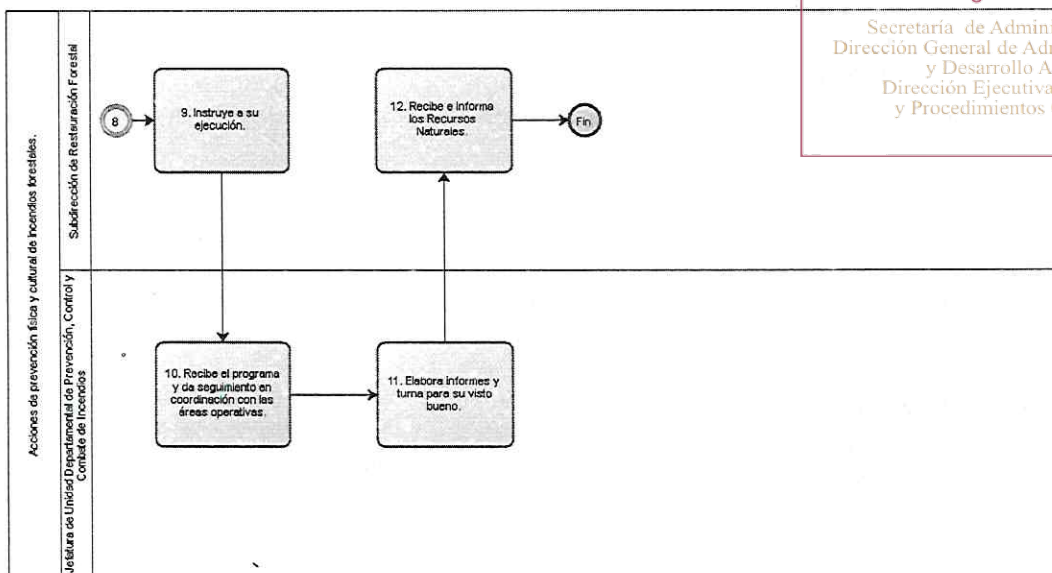 Secretaría de Admini
Dirección General de Adm
y Desarrollo A
Dirección Ejecutiva
y Procedimientos
Acciones de prevención física y cultural de incendios forestales.
Subdirección de Restauración Forestal
8
9. Instruye a su
ejecución.
12. Recibe e informa
los Recursos
Naturales.
Fin
Jefatura de Unidad Departamental de Prevención, Control y
Combate de Incendios
10. Recibe el programa
y da seguimiento en
coordinación con las
áreas operativas.
11. Elabora informes y
turna para su visto
bueno.